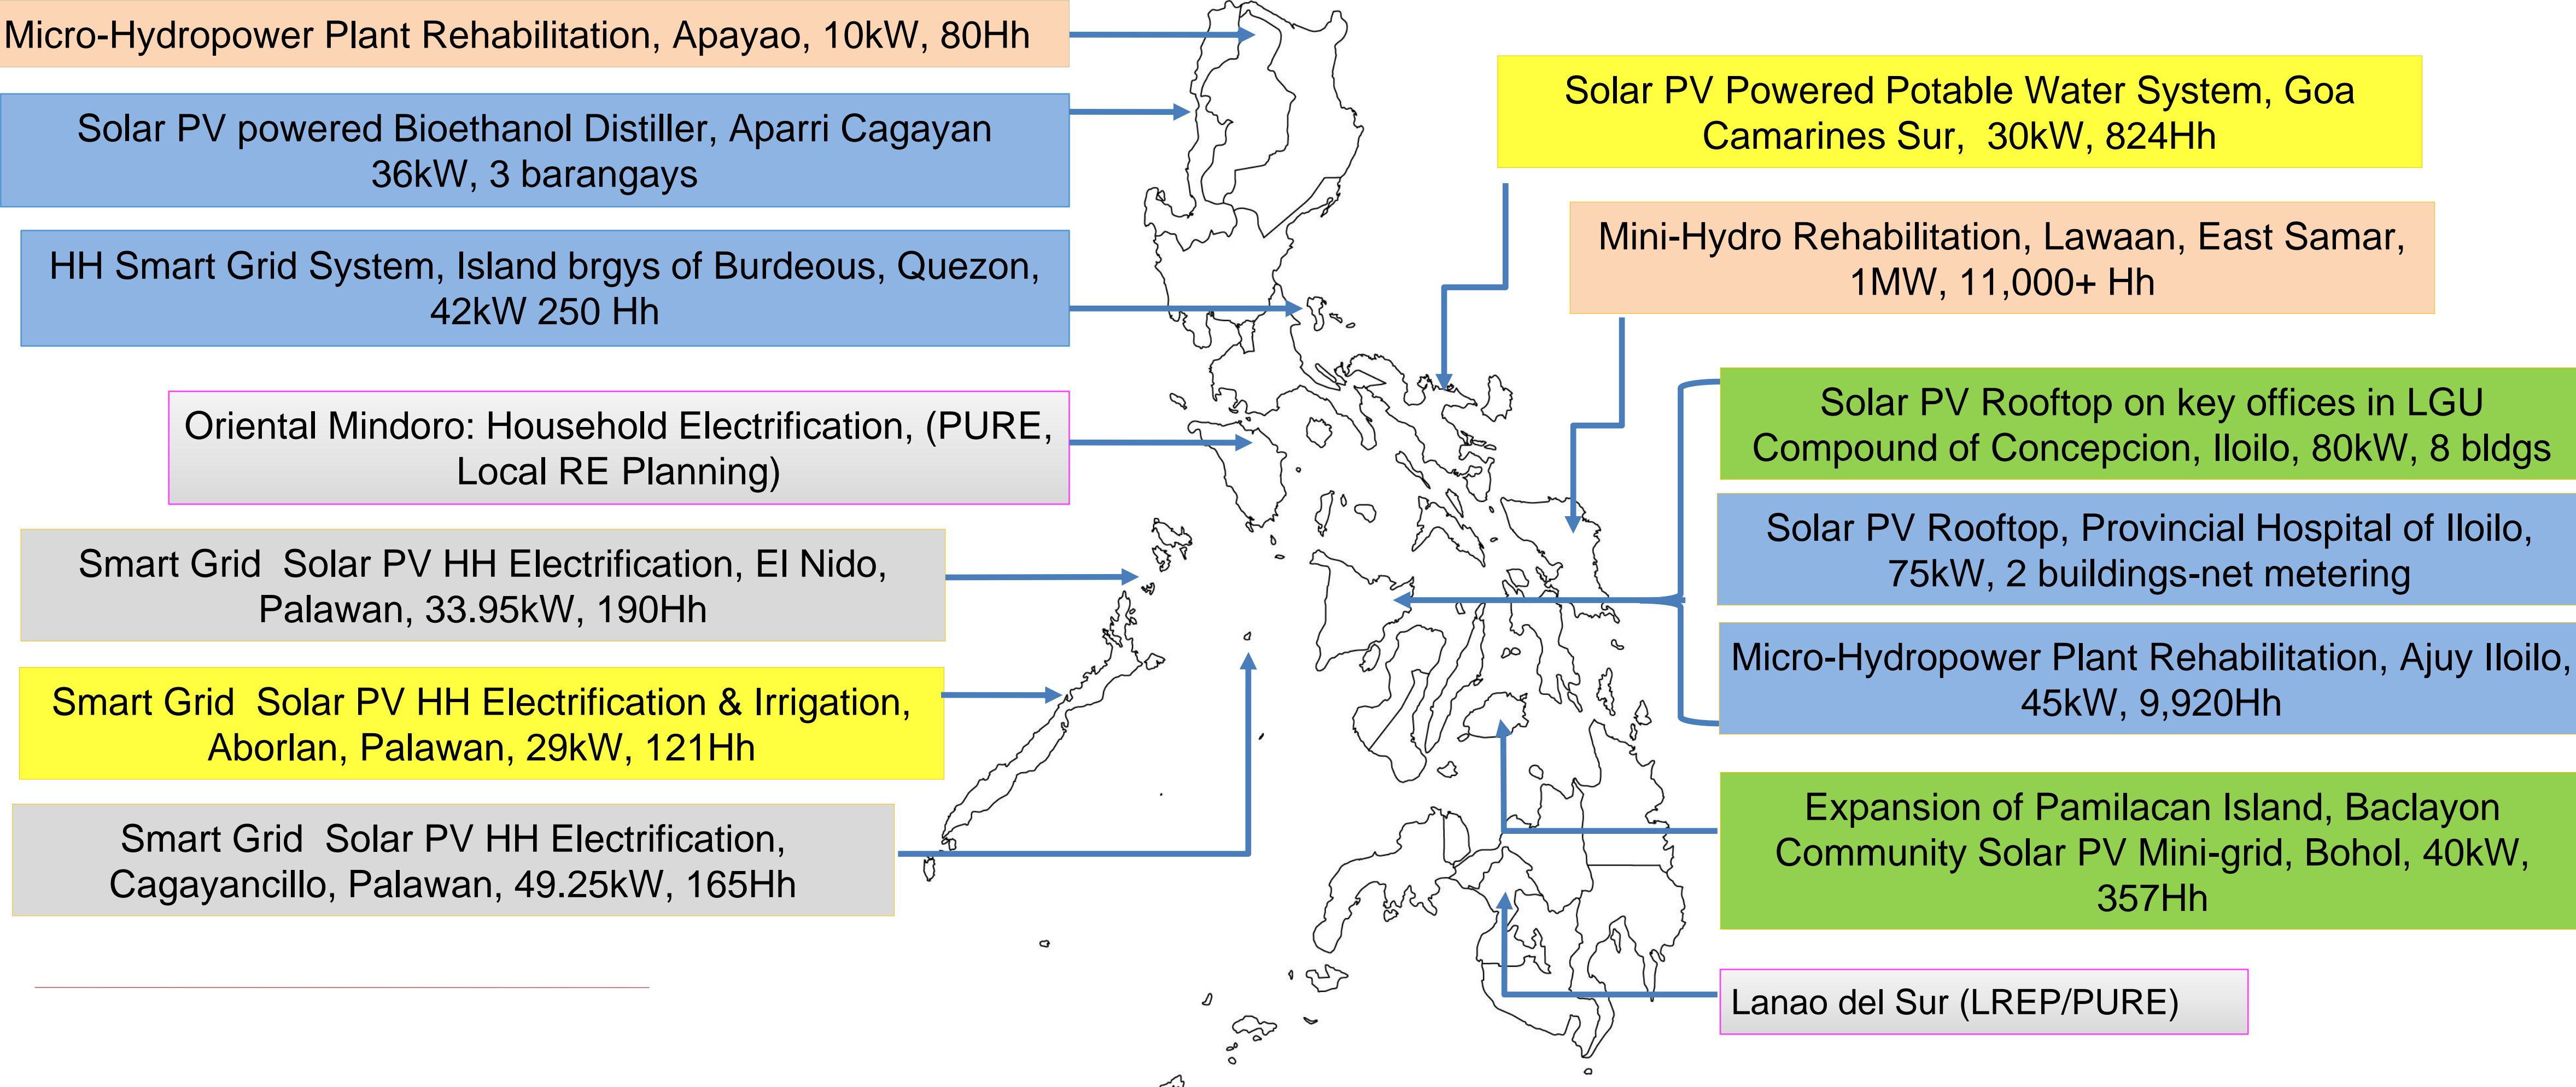 Micro-Hydropower Plant Rehabilitation, Apayao, 10kW, 80Hh
Solar PV powered Bioethanol Distiller, Aparri Cagayan
36kW, 3 barangays
HH Smart Grid System, Island brgys of Burdeous, Quezon,
42kW 250 Hh
Oriental Mindoro: Household Electrification, (PURE,
Local RE Planning)
Smart Grid  Solar PV HH Electrification, El Nido,
Palawan, 33.95kW, 190Hh
Smart Grid  Solar PV HH Electrification & Irrigation,
Aborlan, Palawan, 29kW, 121Hh
Smart Grid  Solar PV HH Electrification,
Cagayancillo, Palawan, 49.25kW, 165Hh
Solar PV Powered Potable Water System, Goa
Camarines Sur,  30kW, 824Hh
Mini-Hydro Rehabilitation, Lawaan, East Samar,
1MW, 11,000+ Hh
Solar PV Rooftop on key offices in LGU
Compound of Concepcion, Iloilo, 80kW, 8 bldgs
Solar PV Rooftop, Provincial Hospital of Iloilo,
75kW, 2 buildings-net metering
Micro-Hydropower Plant Rehabilitation, Ajuy Iloilo,
45kW, 9,920Hh
Expansion of Pamilacan Island, Baclayon
Community Solar PV Mini-grid, Bohol, 40kW,
357Hh
Lanao del Sur (LREP/PURE)